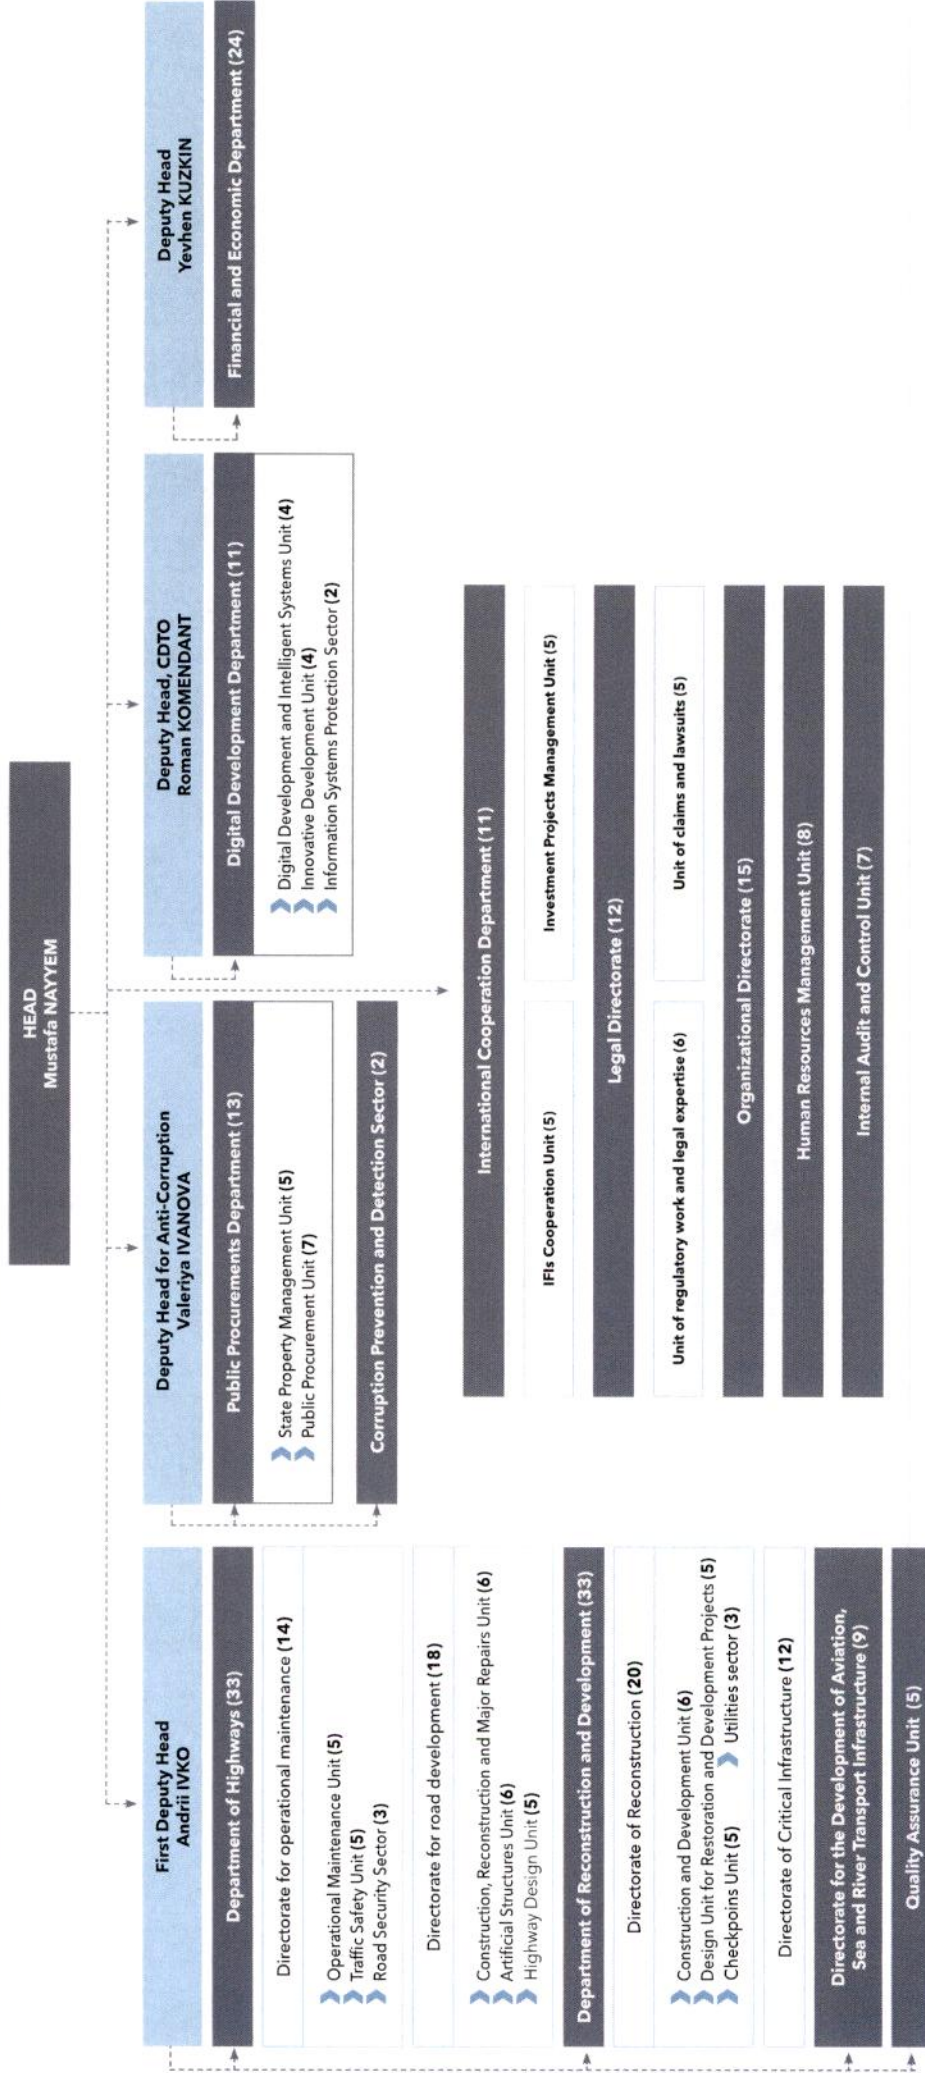 HEAD
Mustafa NAYYEM
First Deputy Head
Andrii IVKO
Department of Highways (33)
Directorate for operational maintenance (14)
Operational Maintenance Unit (5)
Traffic Safety Unit (5)
Road Security Sector (3)
Directorate for road development (18)
Construction, Reconstruction and Major Repairs Unit (6)
Artificial Structures Unit (6)
Highway Design Unit (5)
Department of Reconstruction and Development (33)
Directorate of Reconstruction (20)
Construction and Development Unit (6)
Design Unit for Restoration and Development Projects (5)
Checkpoins Unit (5) Utilities sector (3)
Directorate of Critical Infrastructure (12)
Directorate for the Development of Aviation,
Sea and River Transport Infrastructure (9)
Quality Assurance Unit (5)
Deputy Head for Anti-Corruption
Valeriya IVANOVA
Public Procurements Department (13)
State Property Management Unit (5)
Public Procurement Unit (7)
Corruption Prevention and Detection Sector (2)
Deputy Head, CDTO
Roman KOMENDANT
Digital Development Department (11)
Digital Development and Intelligent Systems Unit (4)
Innovative Development Unit (4)
Information Systems Protection Sector (2)
Deputy Head
Yevhen KUZKIN
Financial and Economic Department (24)
International Cooperation Department (11)
IFIs Cooperation Unit (5)
Investment Projects Management Unit (5)
Legal Directorate (12)
Unit of regulatory work and legal expertise (6)
Unit of claims and lawsuits (5)
Organizational Directorate (15)
Human Resources Management Unit (8)
Internal Audit and Control Unit (7)